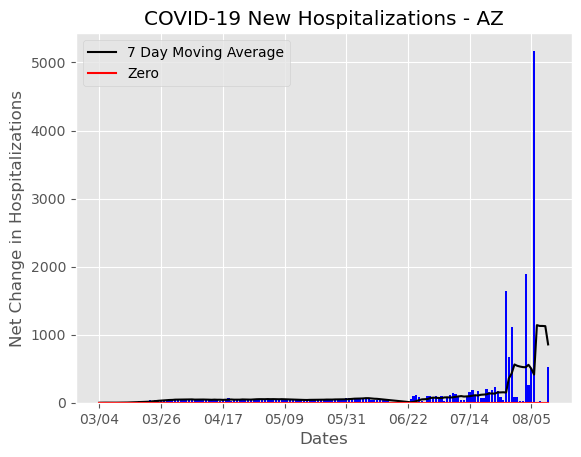 COVID-19 New Hospitalizations - AZ
7 Day Moving Average
Zero
Net Change in Hospitalizations
5000
4000
3000
2000
1000
0
03/04 03/26 04/17 05/09 05/31 06/22 07/14 08/05
Dates